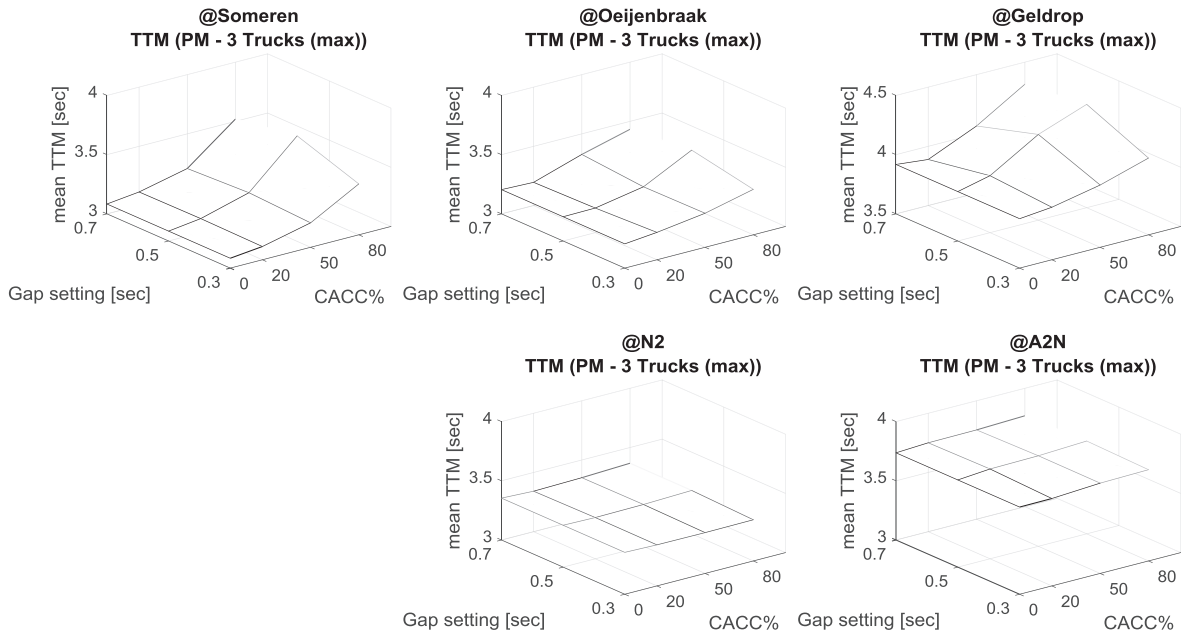 @Someren
TTM (PM - 3 Trucks (max))
4
3.5
3
mean TTM [sec]
0.7
0.5
0.3
Gap setting [sec]
0
20
50
80
CACC%
@Oeijenbraak
TTM (PM - 3 Trucks (max))
4
3.5
3
mean TTM [sec]
0.7
0.5
0.3
Gap setting [sec]
0
20
50
80
CACC%
@Geldrop
TTM (PM - 3 Trucks (max))
4.5
4
3.5
mean TTM [sec]
0.7
0.5
0.3
Gap setting [sec]
0
20
50
80
CACC%
@N2
TTM (PM - 3 Trucks (max))
4
3.5
3
mean TTM [sec]
0.7
0.5
0.3
Gap setting [sec]
0
20
50
80
CACC%
@A2N
TTM (PM - 3 Trucks (max))
4
3.5
3
mean TTM [sec]
0.7
0.5
0.3
Gap setting [sec]
0
20
50
80
CACC%